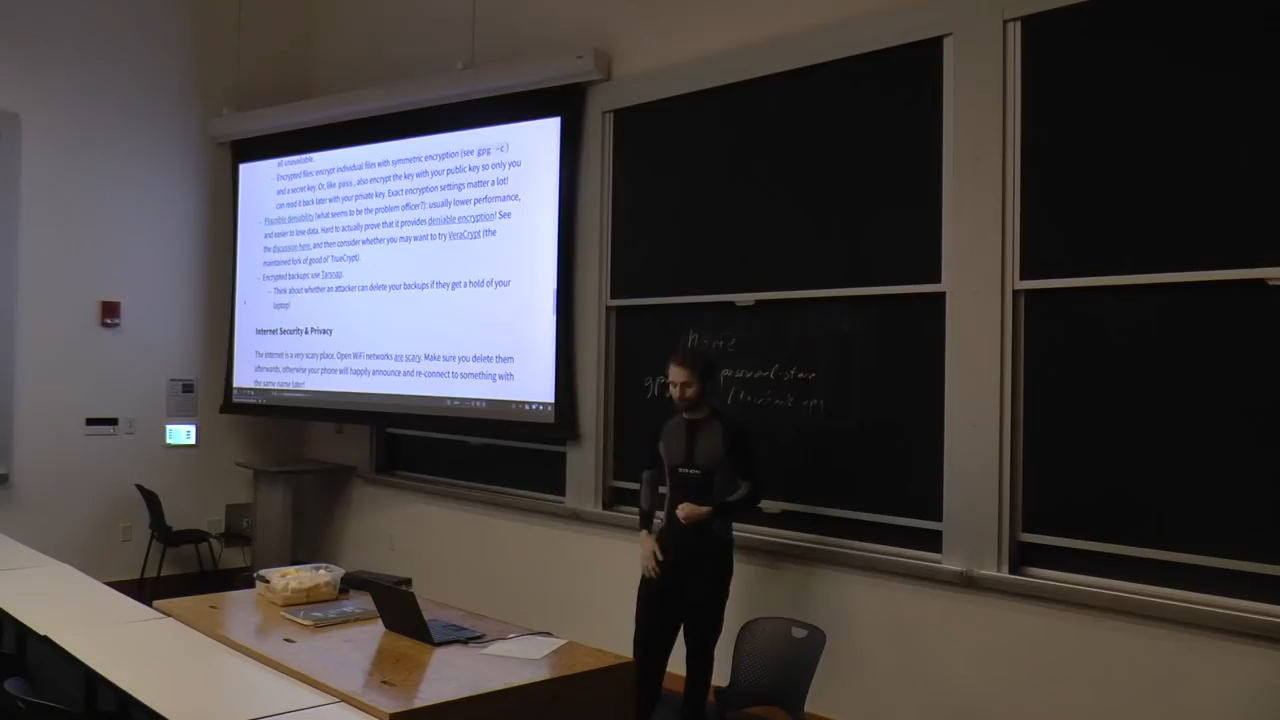 all unavailable.
- Encrypted files: encrypt individual files with symmetric encryption (see gpg -c)
and a secret key. Or, like pass, also encrypt the key with your public key so only you
can read it back later with your private key. Exact encryption settings matter a lot!
- Plausible deniability (what seems to be the problem officer?): usually lower performance,
and easier to lose data. Hard to actually prove that it provides deniable encryption! See
the discussion here, and then consider whether you may want to try VeraCrypt (the
maintained fork of good ol' TrueCrypt).
- Encrypted backups: use Tarsnap.
- Think about whether an attacker can delete your backups if they get a hold of your
laptop!
Internet Security & Privacy
The internet is a very scary place. Open WiFi networks are scary. Make sure you delete them
afterwards, otherwise your phone will happily announce and re-connect to something with
the same name later!
home
password-store